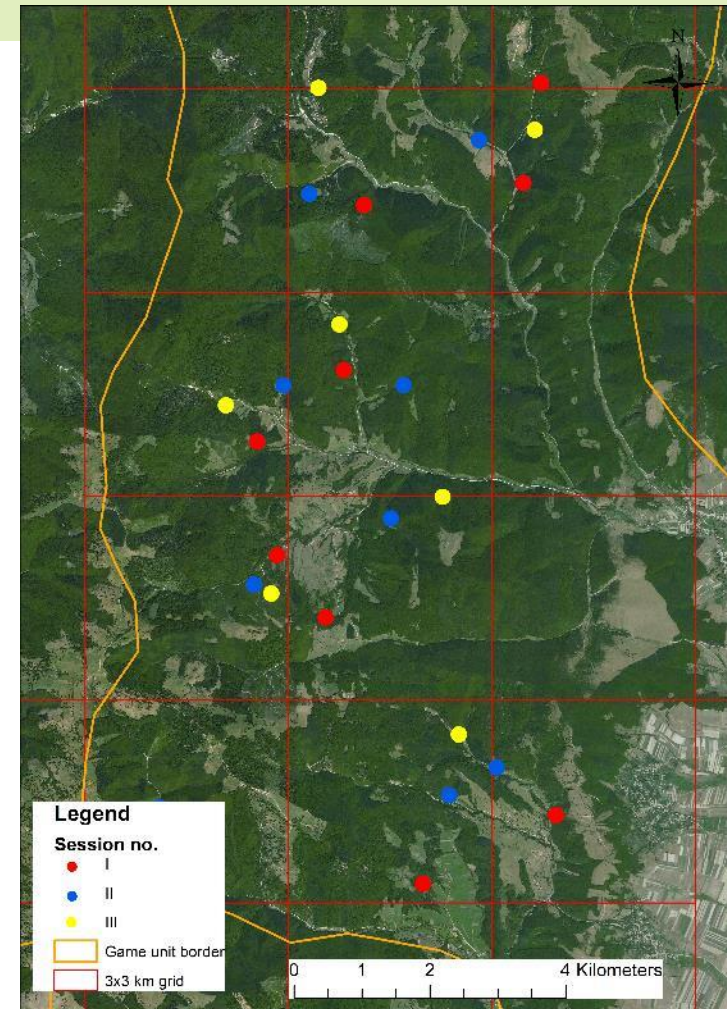 N
Legend
Session no.
I
II
III
Game unit border
3x3 km grid
0 1 2 4 Kilometers